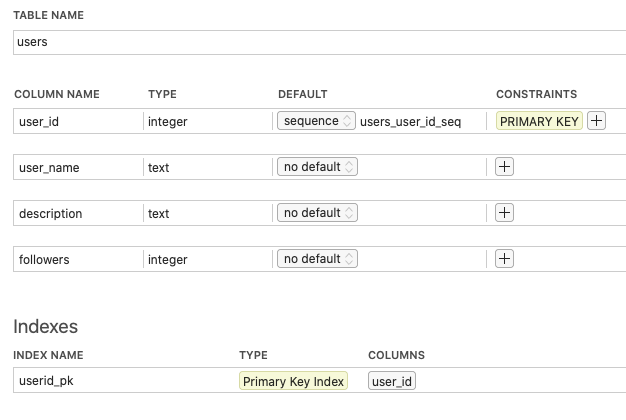 TABLE NAME
users
COLUMN NAME TYPE DEFAULT CONSTRAINTS
user_id integer sequence users_user_id_seq PRIMARY KEY +
user_name text no default +
description text no default +
followers integer no default +
Indexes
INDEX NAME TYPE COLUMNS
userid_pk Primary Key Index user_id